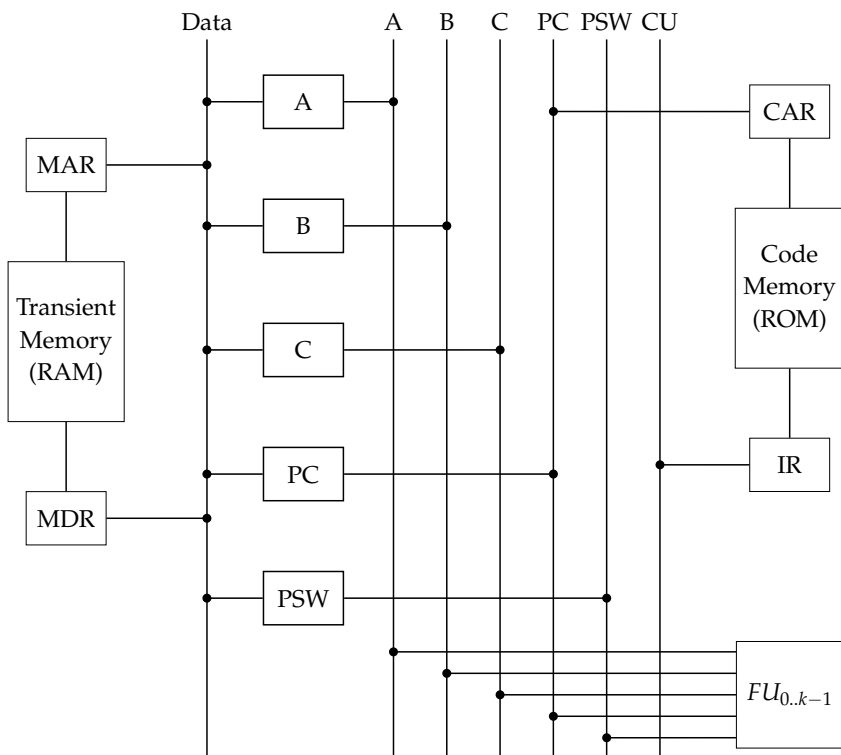 Data A B C PC PSW CU
A
CAR
MAR
B
Code
Memory
(ROM)
Transient
Memory
(RAM)
C
PC
IR
MDR
PSW
FU₀..ₖ₋₁